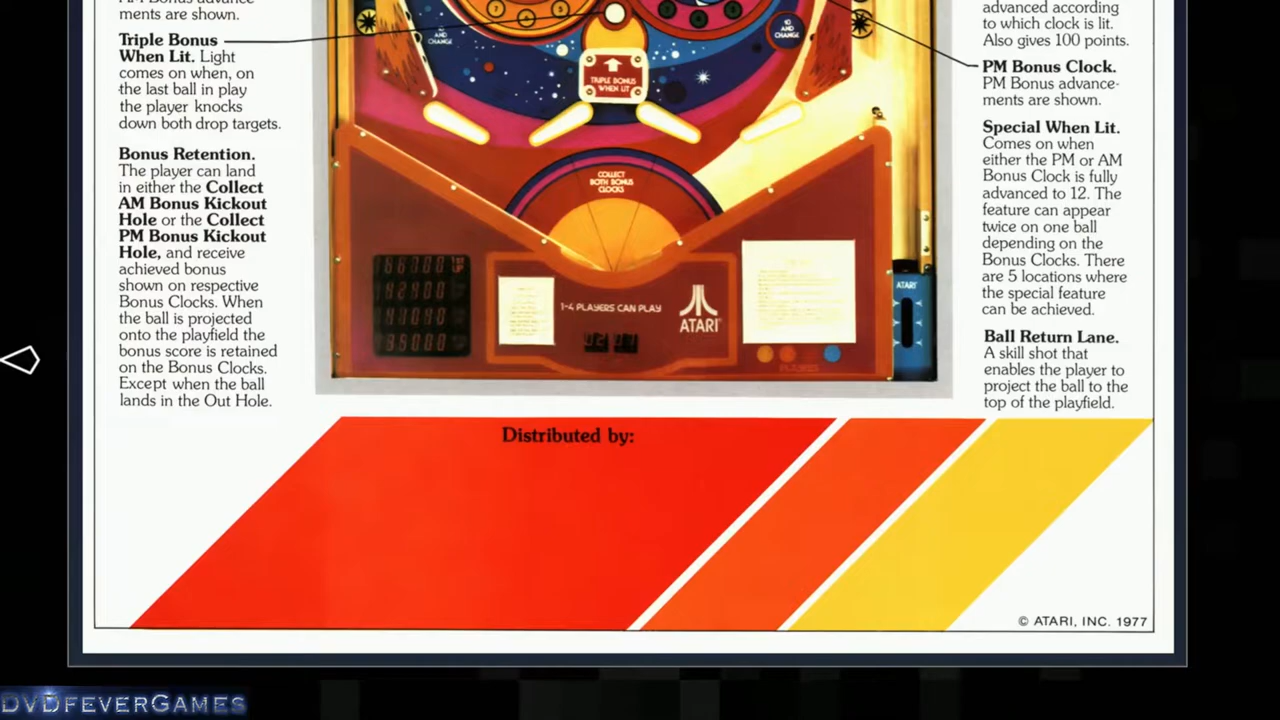 AM Bonus advance-
ments are shown.
Triple Bonus
When Lit. Light
comes on when, on
the last ball in play
the player knocks
down both drop targets.
Bonus Retention.
The player can land
in either the Collect
AM Bonus Kickout
Hole or the Collect
PM Bonus Kickout
Hole, and receive
achieved bonus
shown on respective
Bonus Clocks. When
the ball is projected
onto the playfield the
bonus score is retained
on the Bonus Clocks.
Except when the ball
lands in the Out Hole.
10
AND
CHANGE
TRIPLE BONUS
WHEN LIT
COLLECT
BOTH BONUS
CLOCKS
1-4 PLAYERS CAN PLAY
ATARI
ATARI
advanced according
to which clock is lit.
Also gives 100 points.
PM Bonus Clock.
PM Bonus advance-
ments are shown.
Special When Lit.
Comes on when
either the PM or AM
Bonus Clock is fully
advanced to 12. The
feature can appear
twice on one ball
depending on the
Bonus Clocks. There
are 5 locations where
the special feature
can be achieved.
Ball Return Lane.
A skill shot that
enables the player to
project the ball to the
top of the playfield.
Distributed by:
© ATARI, INC. 1977
DVDFEVERGAMES